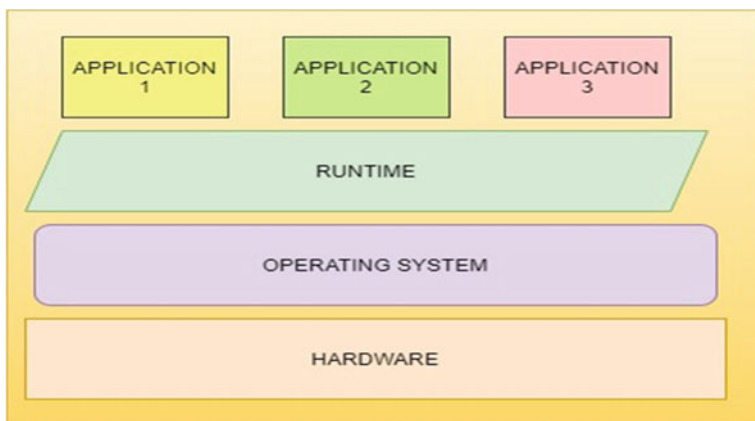 APPLICATION
1
APPLICATION
2
APPLICATION
3
RUNTIME
OPERATING SYSTEM
HARDWARE